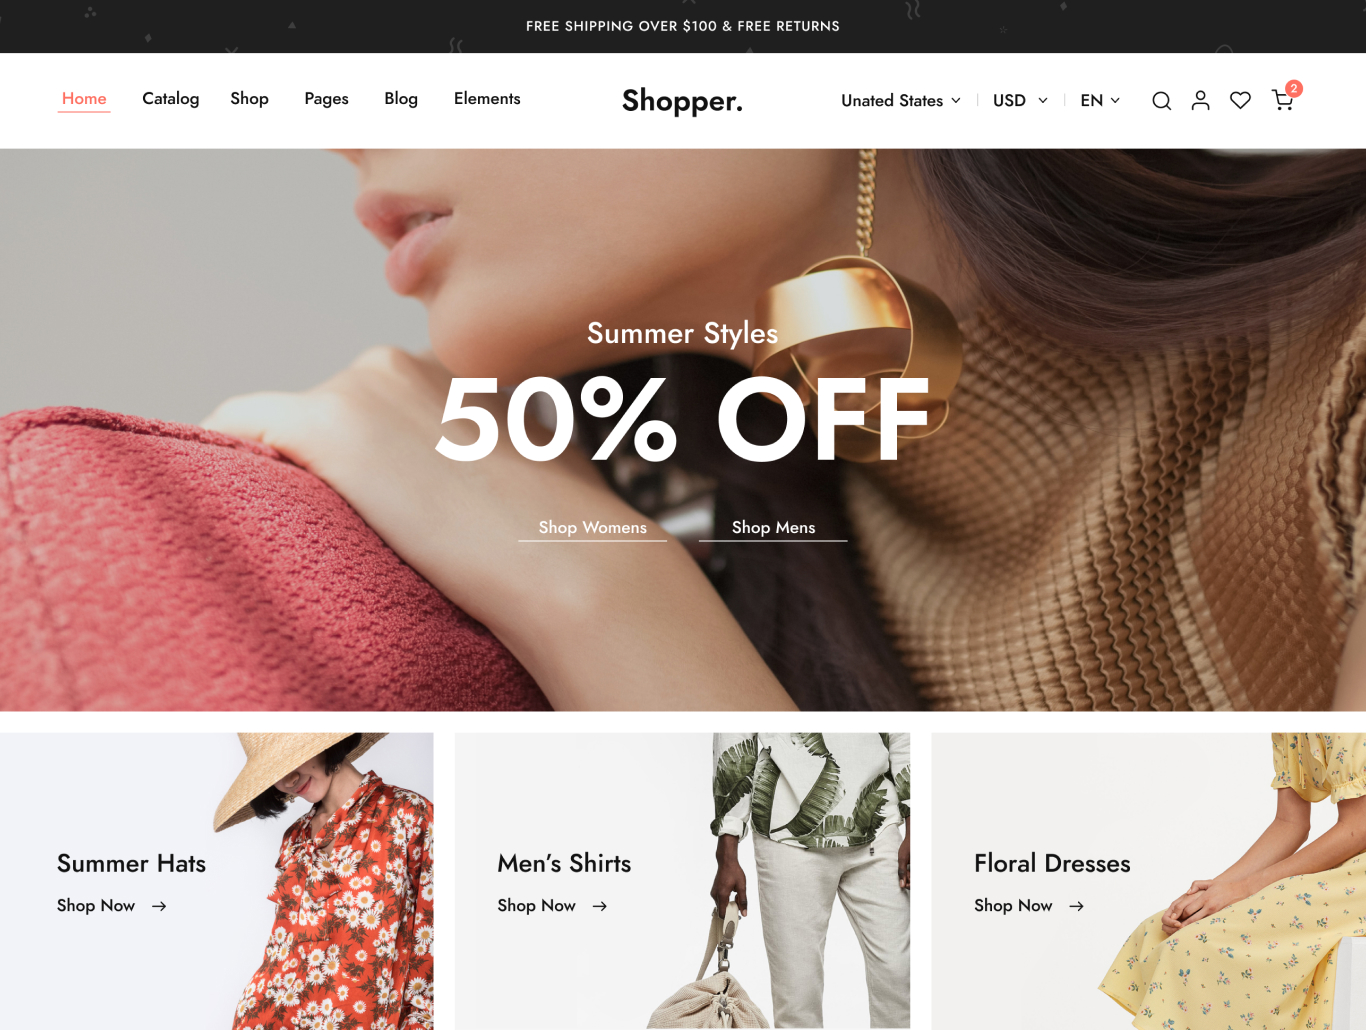 FREE SHIPPING OVER $100 & FREE RETURNS
Home Catalog Shop Pages Blog Elements Shopper. Unated States USD EN 2
Summer Styles
50% OFF
Shop Womens Shop Mens
Summer Hats Men’s Shirts Floral Dresses
Shop Now Shop Now Shop Now